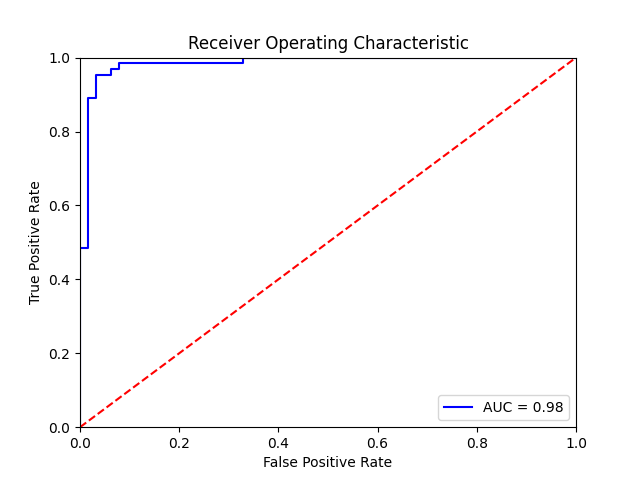 Receiver Operating Characteristic
1.0
0.8
0.6
0.4
0.2
0.0
True Positive Rate
AUC = 0.98
0.0 0.2 0.4 0.6 0.8 1.0
False Positive Rate